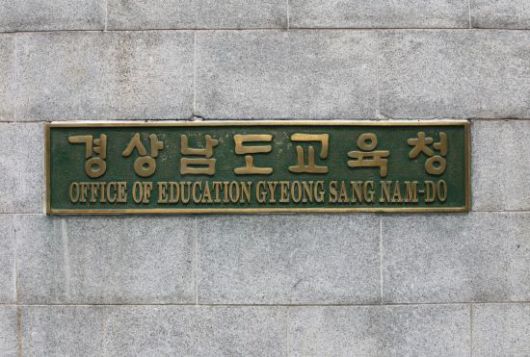 경상남도교육청
OFFICE OF EDUCATION GYEONG SANG NAM-DO